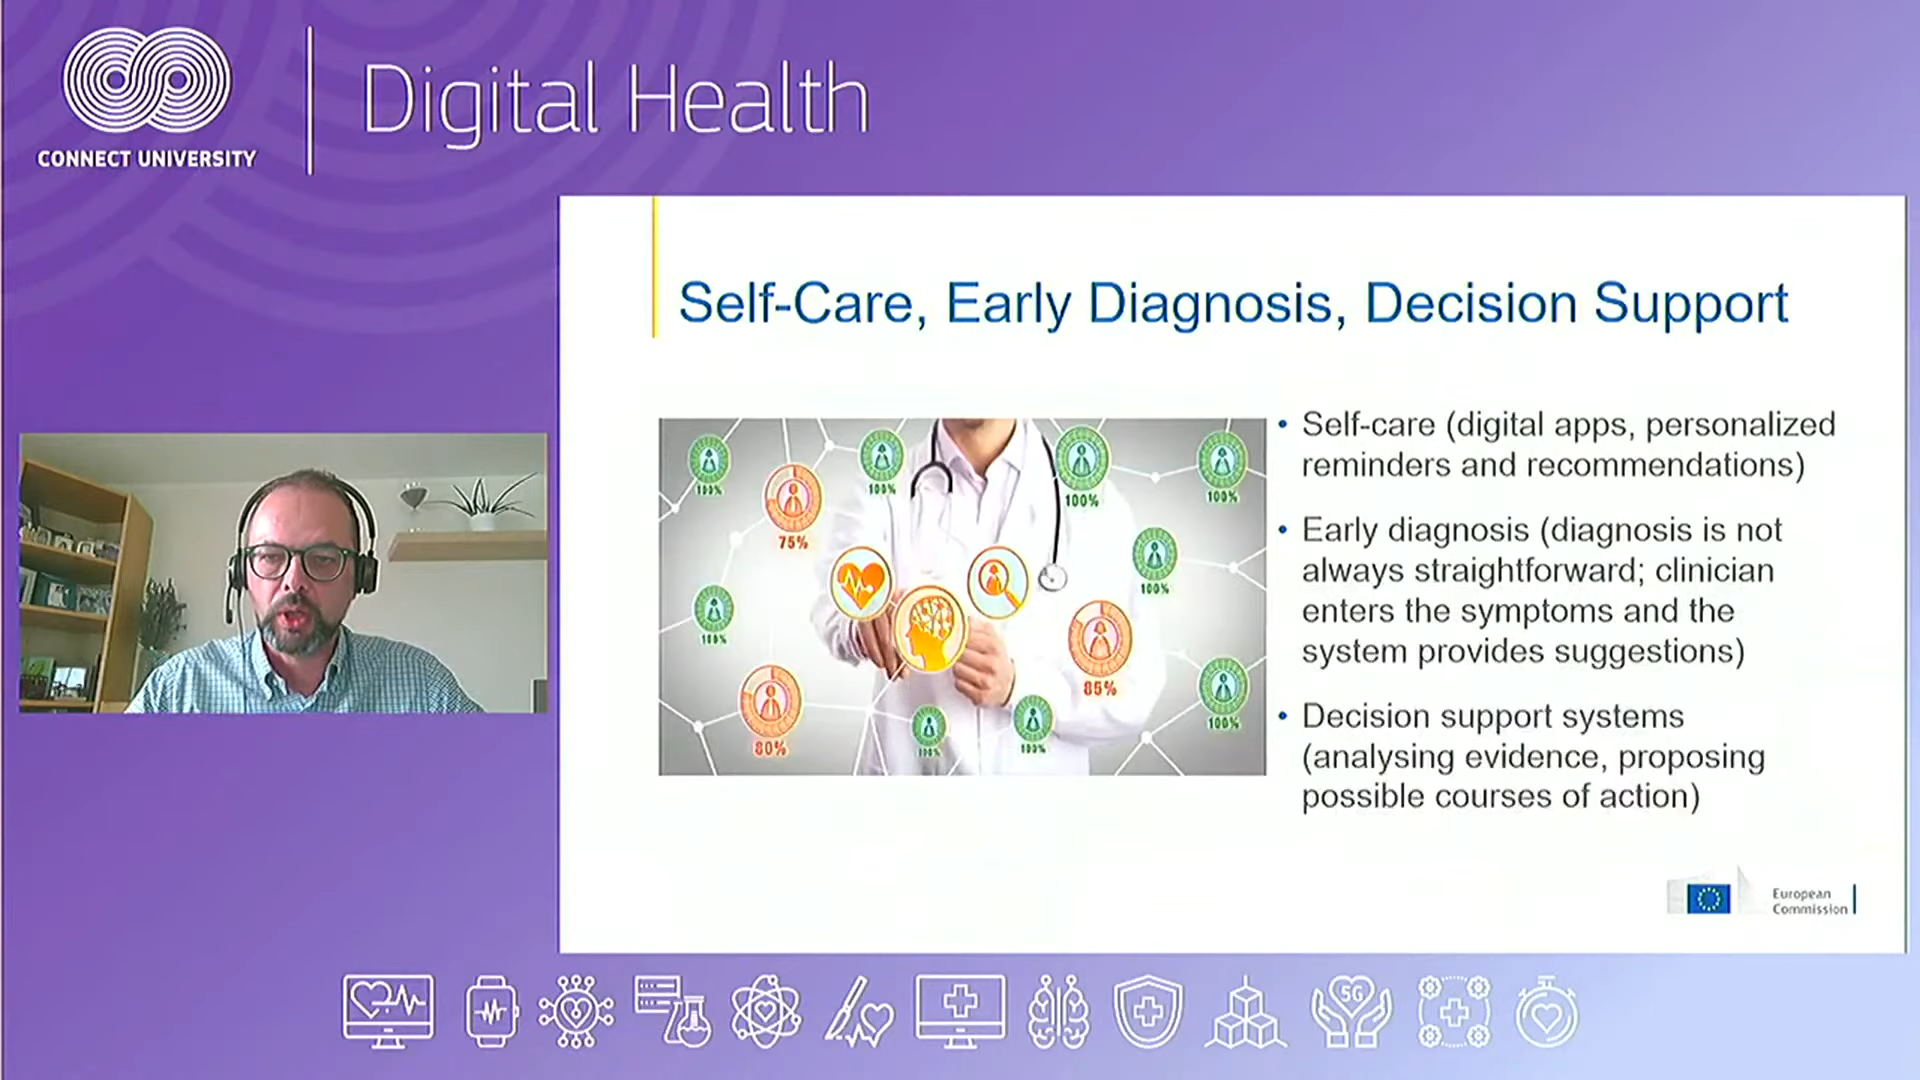 CONNECT UNIVERSITY
Digital Health
Self-Care, Early Diagnosis, Decision Support
• Self-care (digital apps, personalized
reminders and recommendations)
• Early diagnosis (diagnosis is not
always straightforward; clinician
enters the symptoms and the
system provides suggestions)
• Decision support systems
(analysing evidence, proposing
possible courses of action)
100%
100%
100%
100%
75%
100%
100%
85%
80%
100%
100%
100%
European
Commission
5G